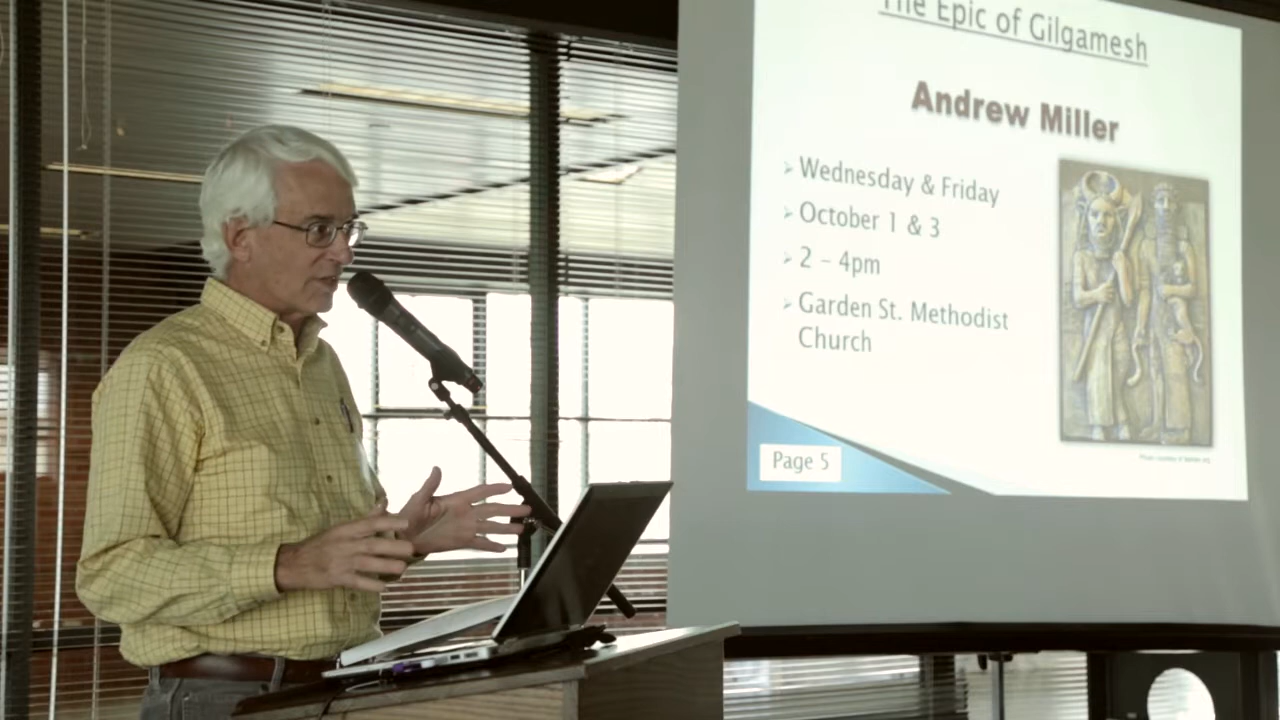 The Epic of Gilgamesh
Andrew Miller
➢ Wednesday & Friday
➢ October 1 & 3
➢ 2 – 4pm
➢ Garden St. Methodist
Church
Page 5